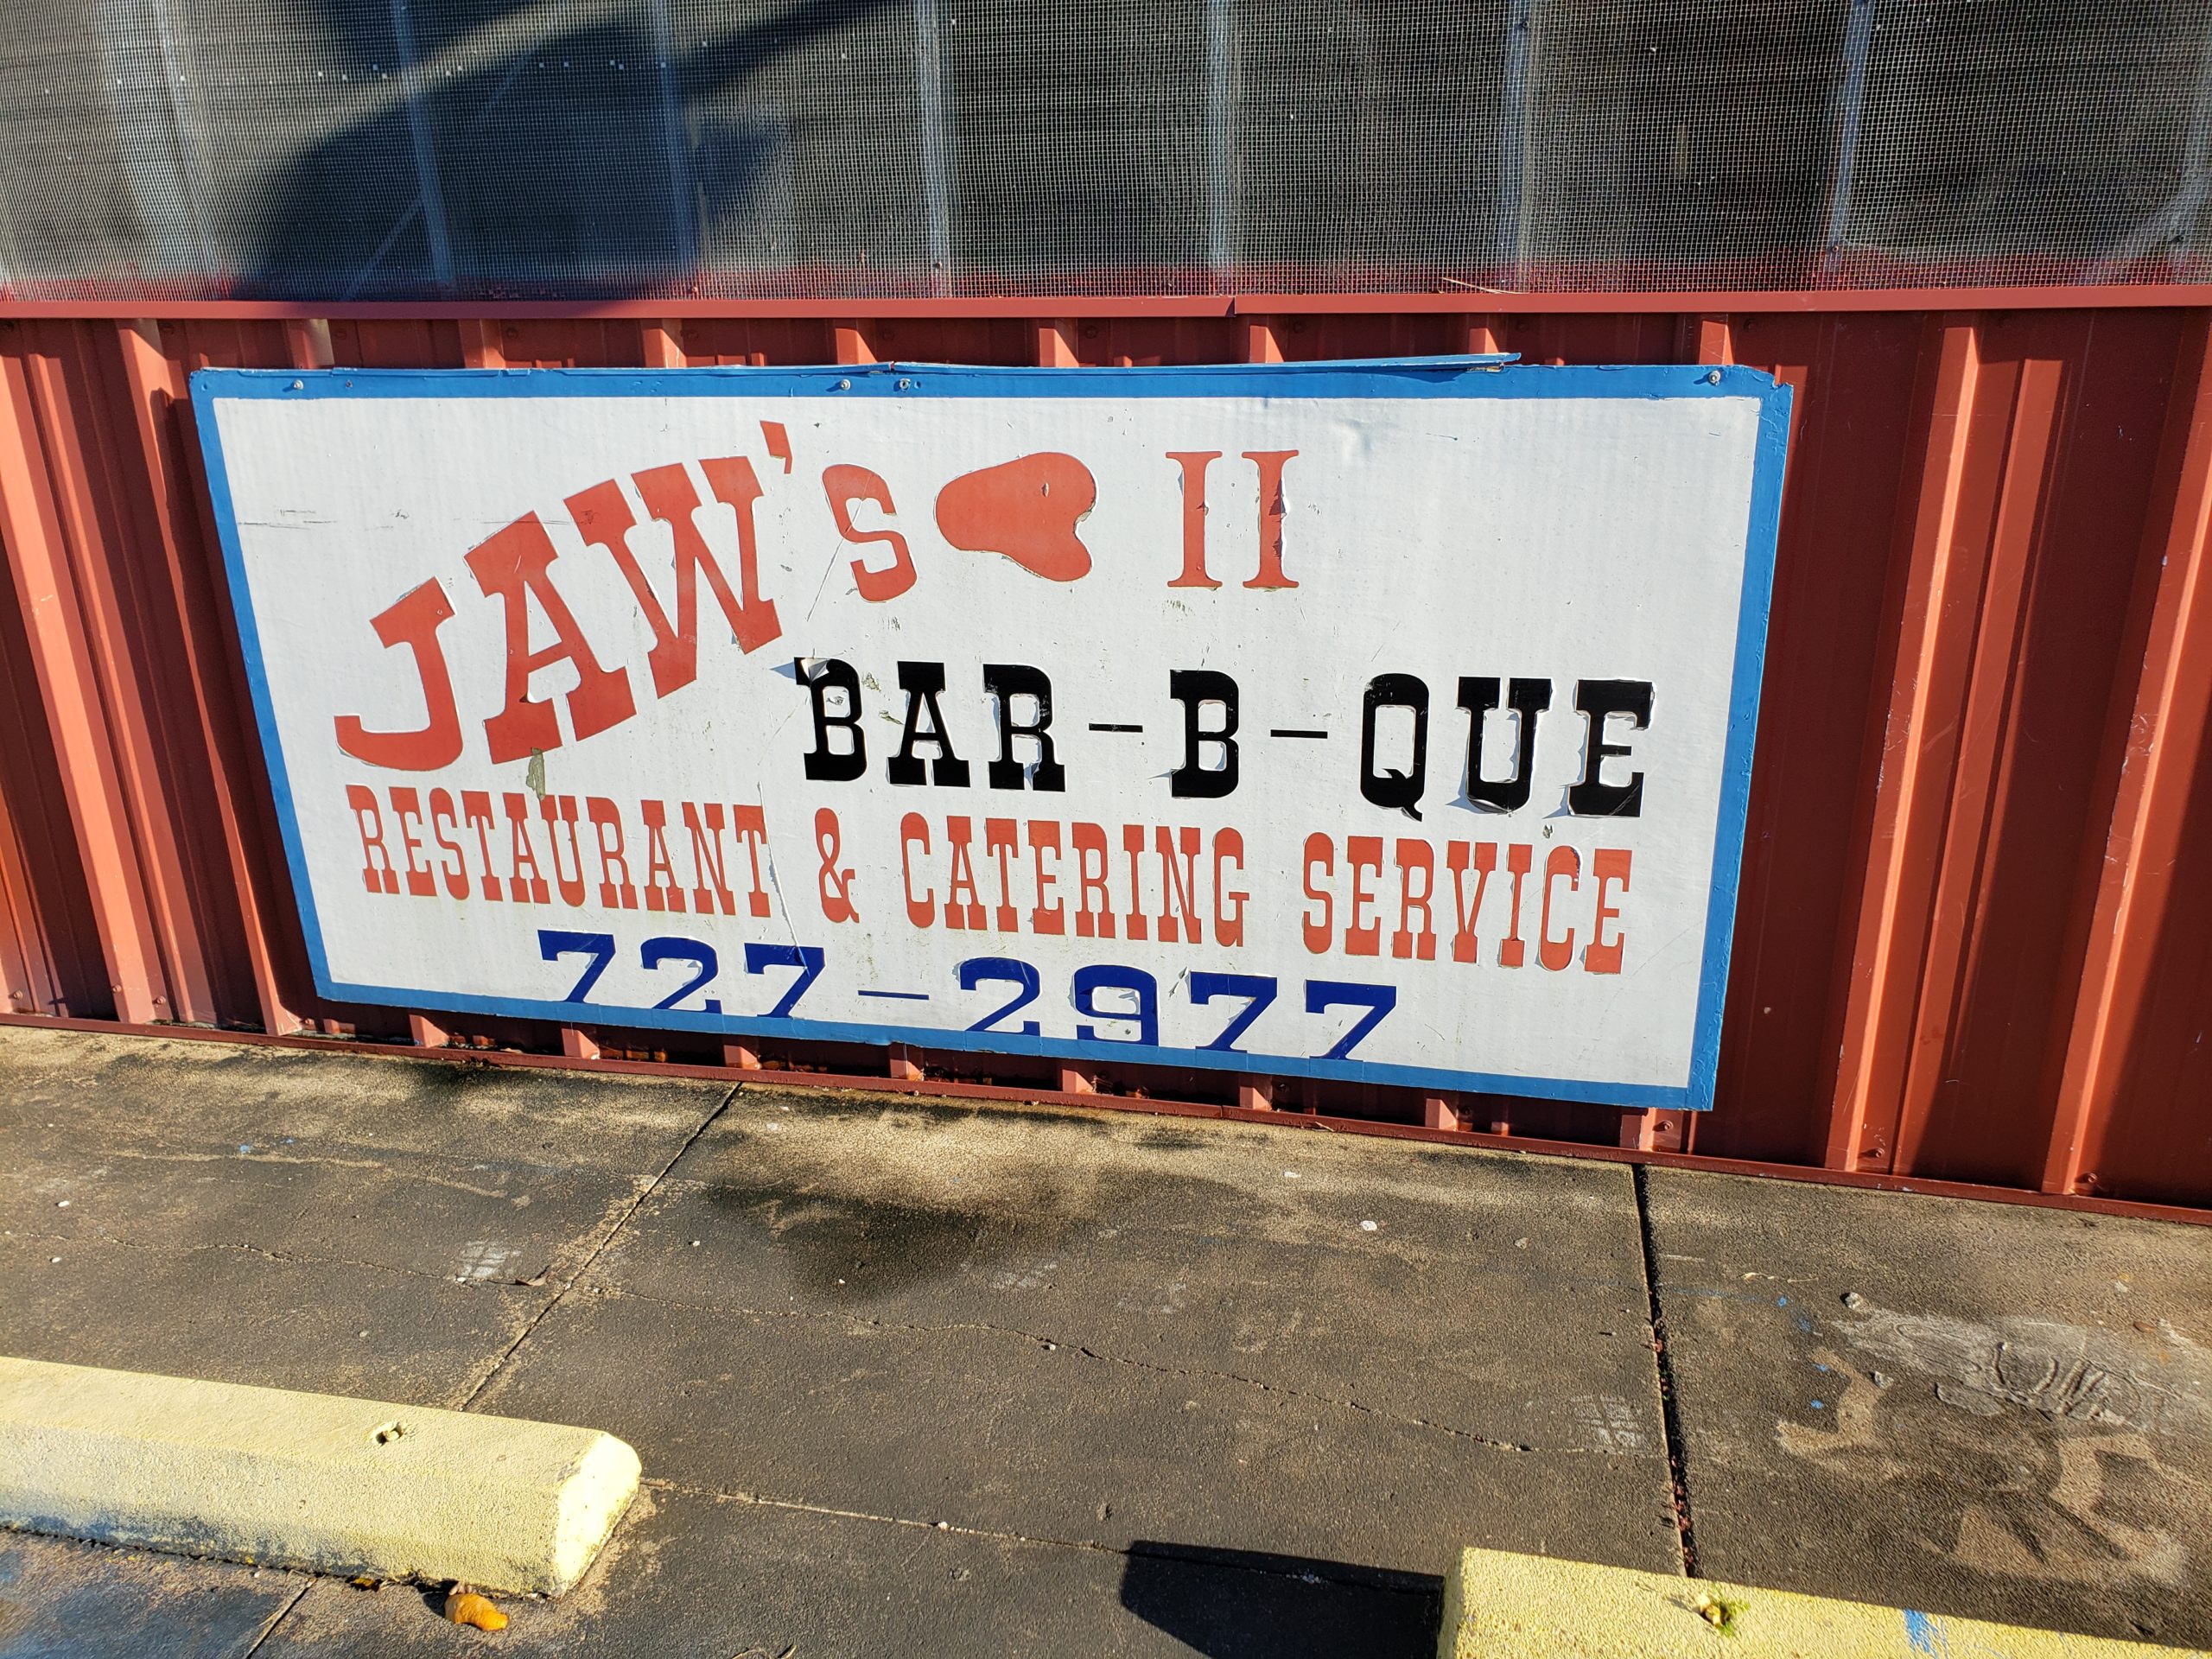 JAW's II
BAR-B-QUE
RESTAURANT & CATERING SERVICE
727-2977